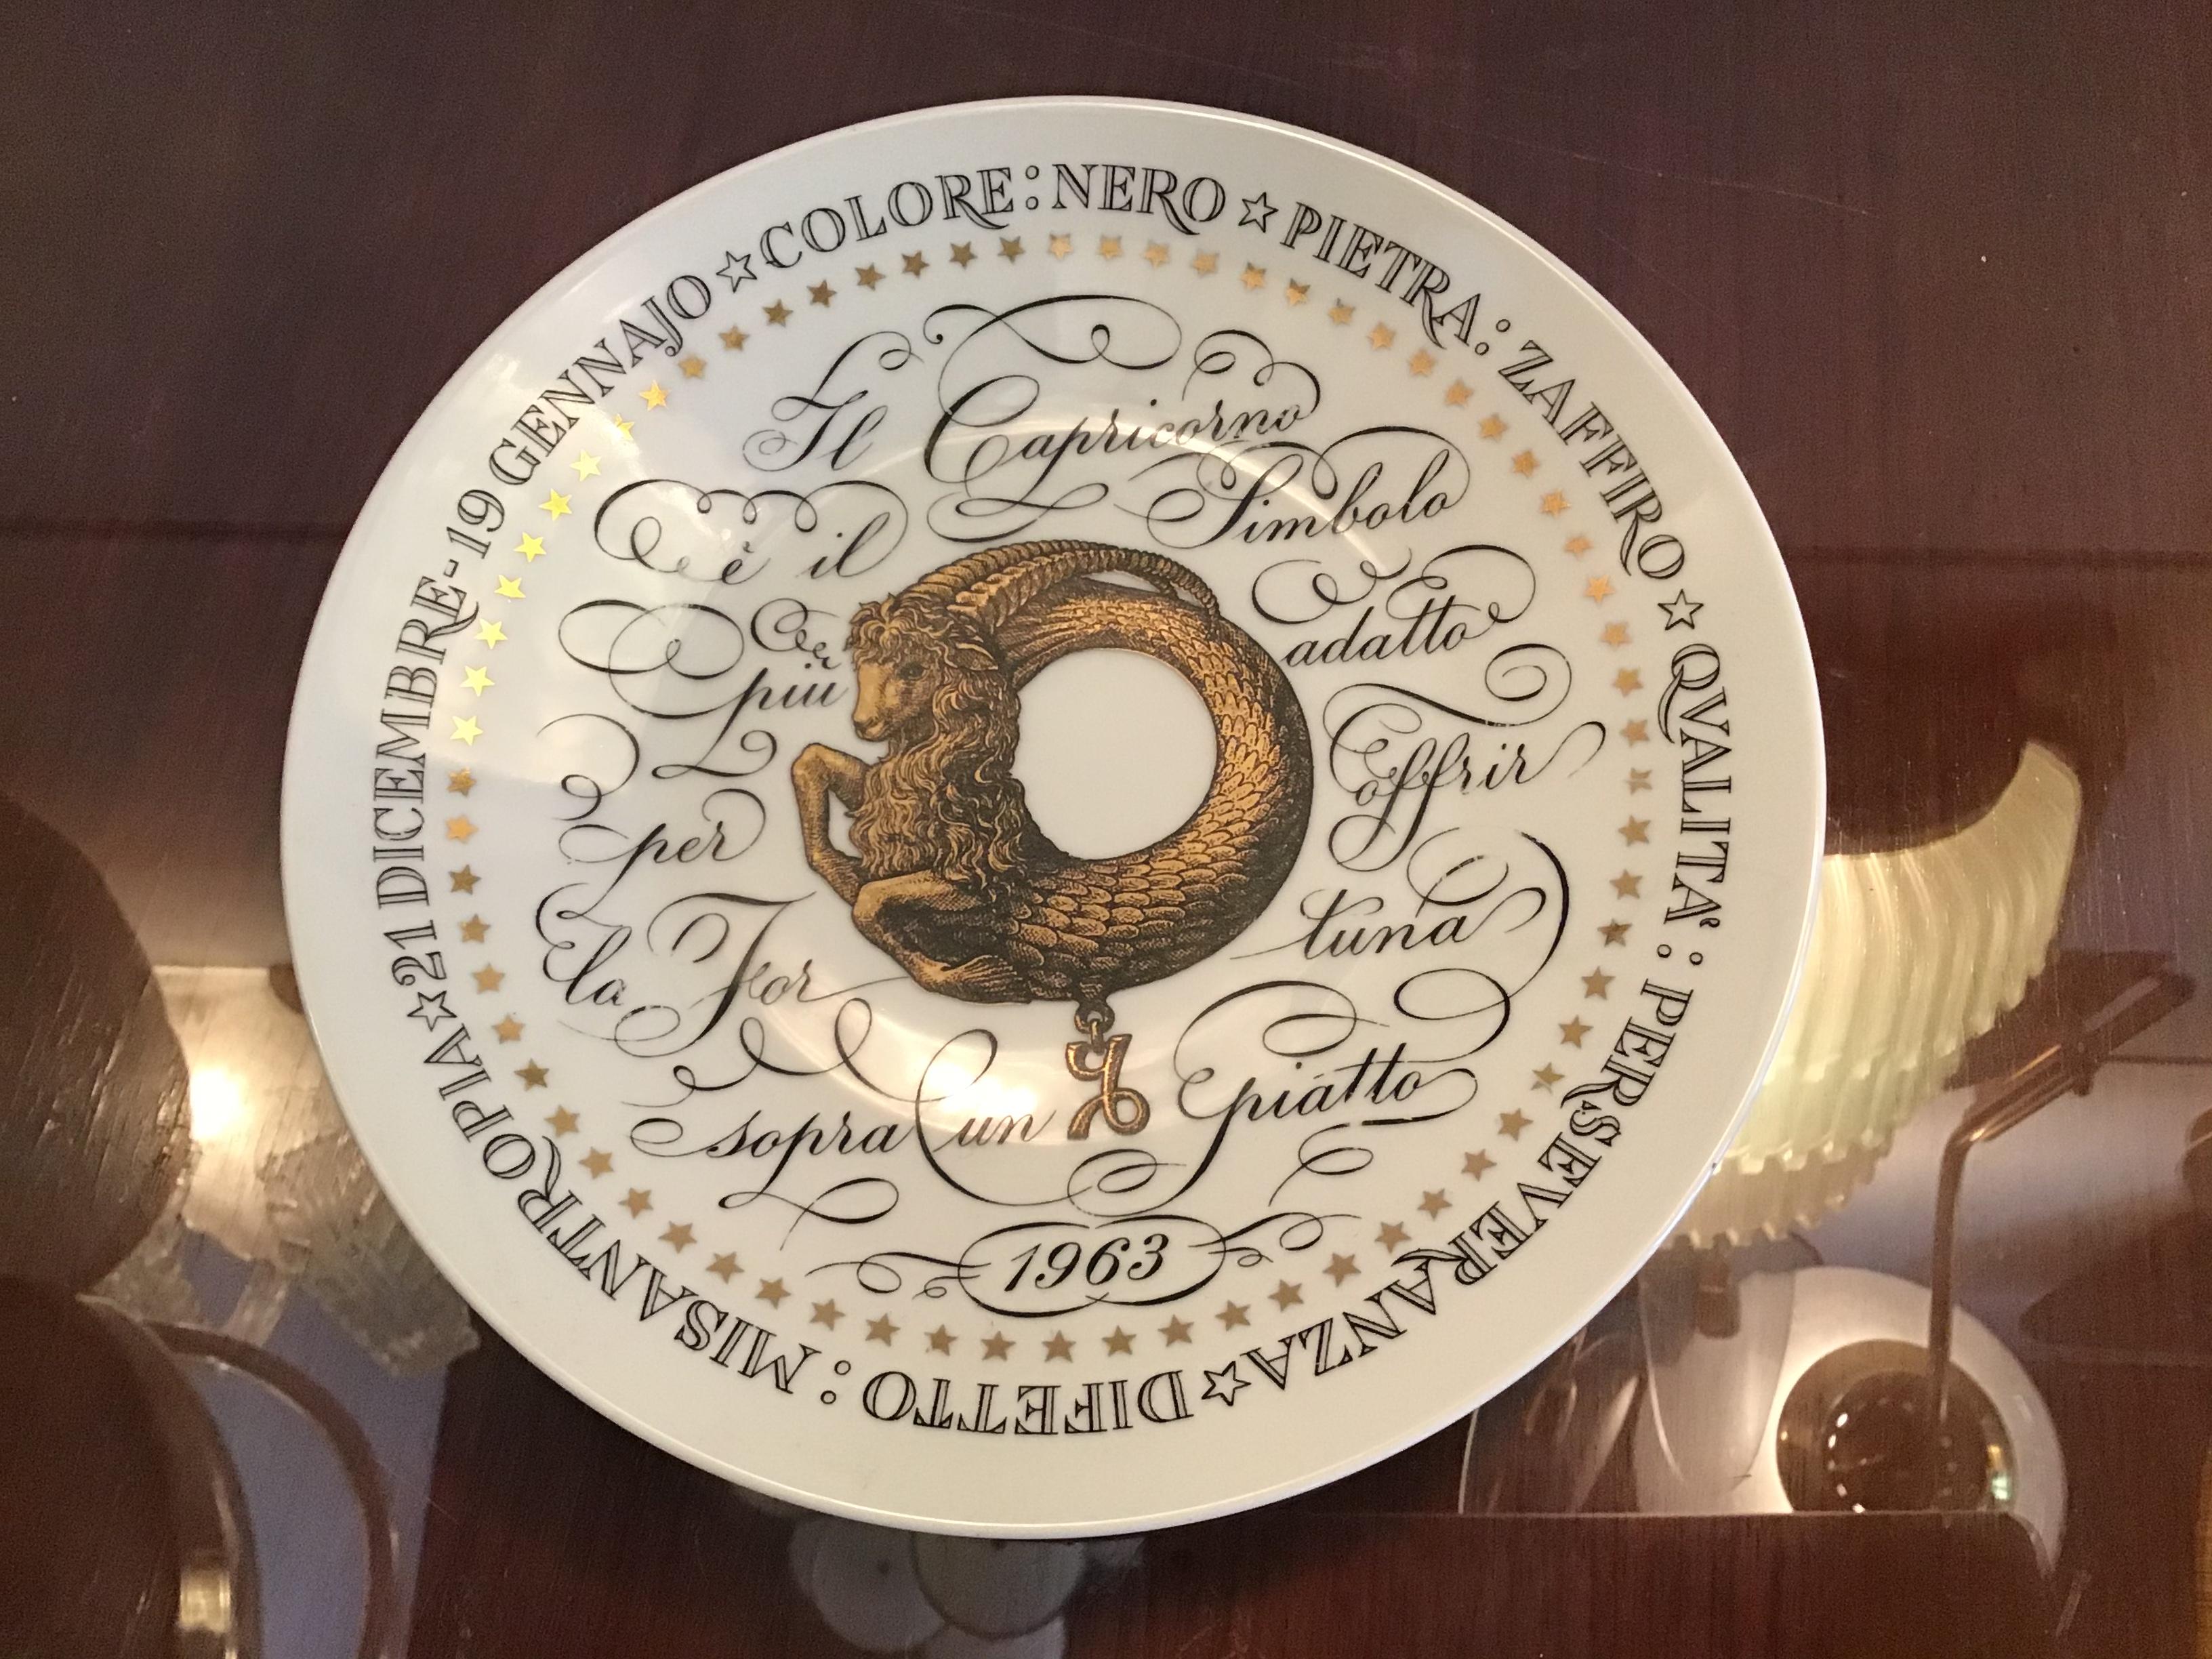 21 DICEMBRE-19 GENNAJO ☆ COLORE: NERO ☆ PIETRA: ZAFFIRO ☆ QVALITA': PERSEVERANZA ☆ DIFETTO: MISANTROPIA ☆
Il Capricorno
è il Simbolo
più adatto
per offrir
la For tuna
sopra un piatto
1963